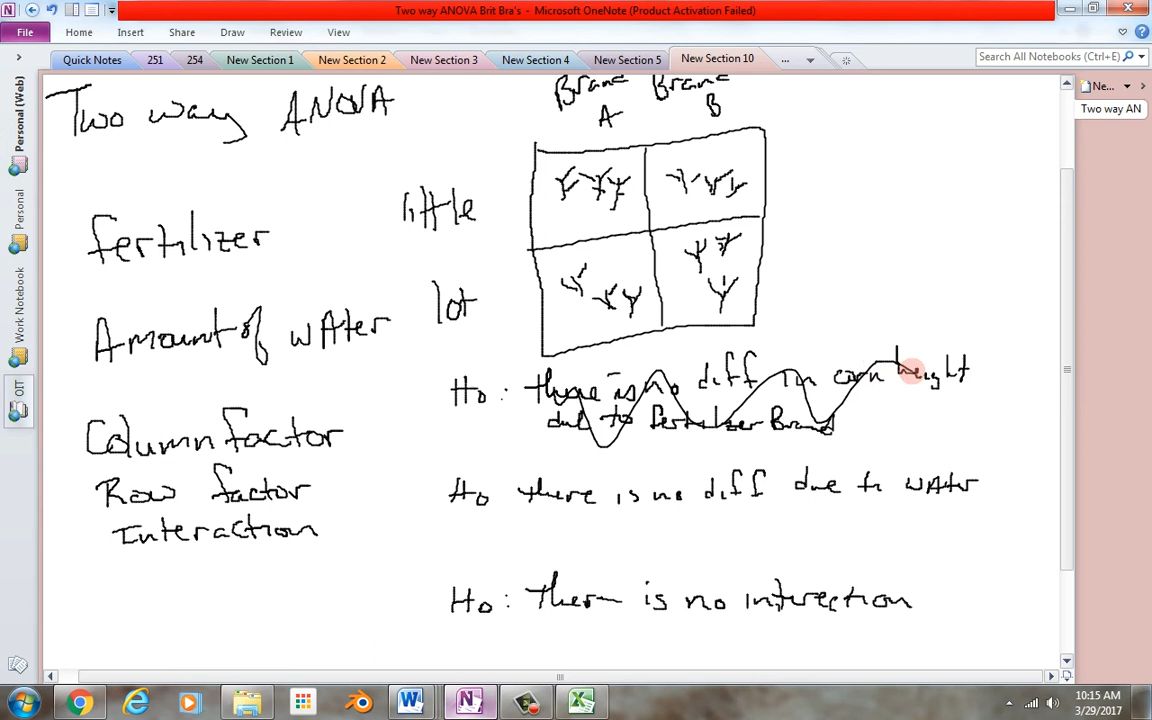 Two way ANOVA Brit Bra's - Microsoft OneNote (Product Activation Failed)
File Home Insert Share Draw Review View
Quick Notes 251 254 New Section 1 New Section 2 New Section 3 New Section 4 New Section 5 New Section 10 ... Search All Notebooks (Ctrl+E)
Personal (Web)
Personal
Work Notebook
OIT
Ne...
Two way AN
Two way ANOVA
Brand Brand
A B
little
fertilizer
lot
Amount of wAter
Ho: there is no diff in corn height
due to fertilizer Brand
Column factor
Row factor
Ho there is no diff due to wAter
Interaction
Ho: Ther is no interection
10:15 AM
3/29/2017